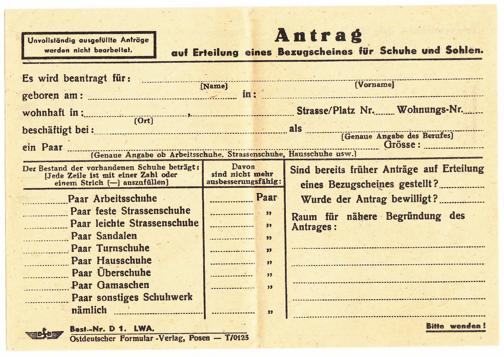 Unvollständig ausgefüllte Anträge
werden nicht bearbeitet.
Antrag
auf Erteilung eines Bezugscheines für Schuhe und Sohlen.
Es wird beantragt für :
[Name] (Vorname)
geboren am : in :
wohnhaft in : , Strasse/Platz Nr. Wohnungs-Nr.
(Ort)
beschäftigt bei : als
(Genaue Angabe des Berufes)
ein Paar Grösse :
(Genaue Angabe ob Arbeitsschuhe, Strassenschuhe, Hausschuhe usw.)
Der Bestand der vorhandenen Schuhe beträgt:
[Jede Zeile ist mit einer Zahl oder
einem Strich (—) auszufüllen]
Davon
sind nicht mehr
ausbesserungsfähig:
Paar Arbeitsschuhe Paar
Paar feste Strassenschuhe „
Paar leichte Strassenschuhe „
Paar Sandalen „
Paar Turnschuhe „
Paar Hausschuhe „
Paar Überschuhe „
Paar Gamaschen „
Paar sonstiges Schuhwerk
nämlich „
Sind bereits früher Anträge auf Erteilung
eines Bezugscheines gestellt ?
Wurde der Antrag bewilligt ?
Raum für nähere Begründung des
Antrages:
Best.-Nr. D 1. LWA.
Ostdeutscher Formular-Verlag, Posen — T/0125
Bitte wenden !